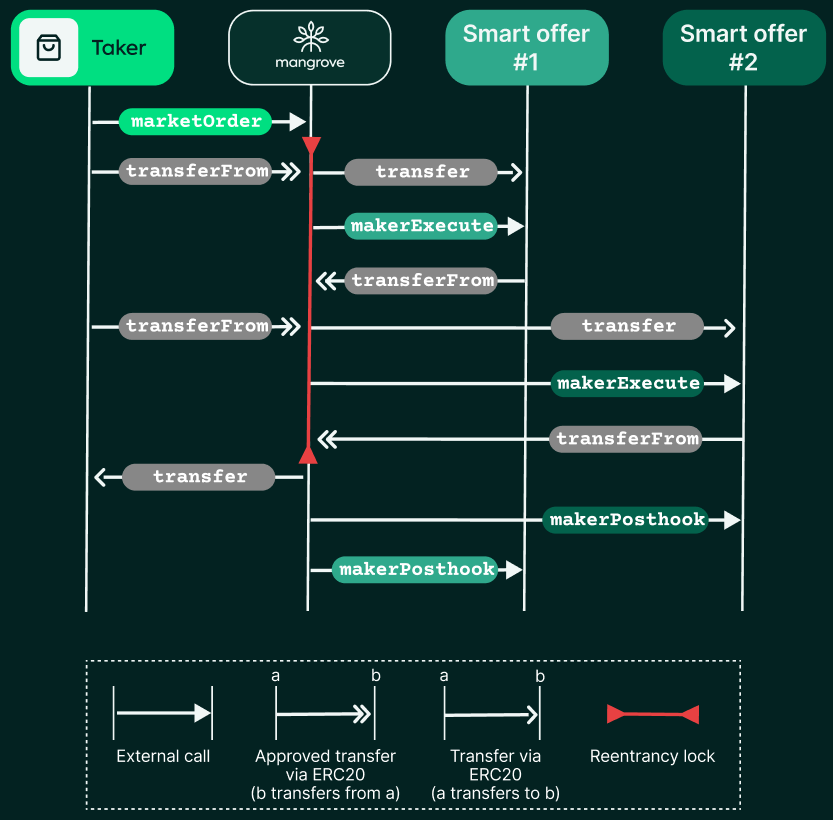 Taker
mangrove
Smart offer
#1
Smart offer
#2
marketOrder
transferFrom
transfer
makerExecute
transferFrom
transferFrom
transfer
makerExecute
transferFrom
transfer
makerPosthook
makerPosthook
a
b
a
b
External call
Approved transfer
via ERC20
(b transfers from a)
Transfer via
ERC20
(a transfers to b)
Reentrancy lock